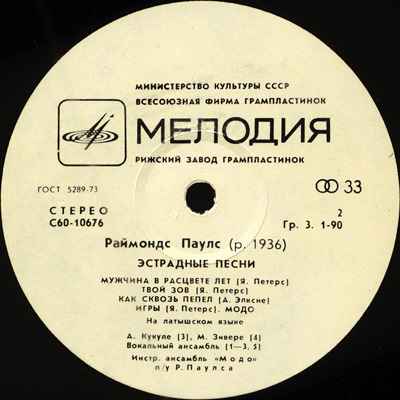 МИНИСТЕРСТВО КУЛЬТУРЫ СССР
ВСЕСОЮЗНАЯ ФИРМА ГРАМПЛАСТИНОК
МЕЛОДИЯ
РИЖСКИЙ ЗАВОД ГРАМПЛАСТИНОК
ГОСТ 5289-73
33
СТЕРЕО
С60-10676
2
Гр. 3. 1-90
Раймондс Паулс (р. 1936)
ЭСТРАДНЫЕ ПЕСНИ
МУЖЧИНА В РАСЦВЕТЕ ЛЕТ (Я. Петерс)
ТВОЙ ЗОВ (Я. Петерс)
КАК СКВОЗЬ ПЕПЕЛ (Д. Элксне)
ИГРЫ (Я. Петерс). МОДО
На латышском языке
А. Кукуле (3), М. Зивере (4)
Вокальный ансамбль (1—3, 5)
Инстр. ансамбль «Модо»
п/у Р. Паулса